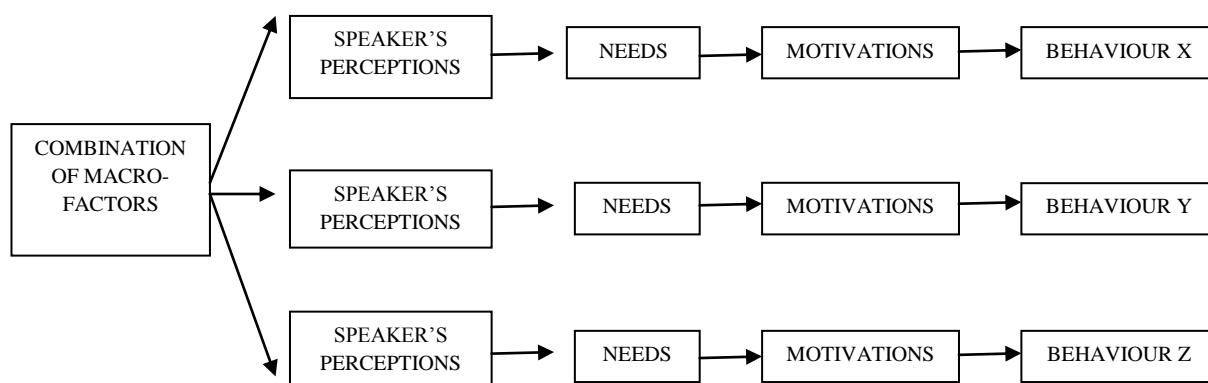 COMBINATION
OF MACRO-
FACTORS
SPEAKER’S
PERCEPTIONS
NEEDS
MOTIVATIONS
BEHAVIOUR X
SPEAKER’S
PERCEPTIONS
NEEDS
MOTIVATIONS
BEHAVIOUR Y
SPEAKER’S
PERCEPTIONS
NEEDS
MOTIVATIONS
BEHAVIOUR Z